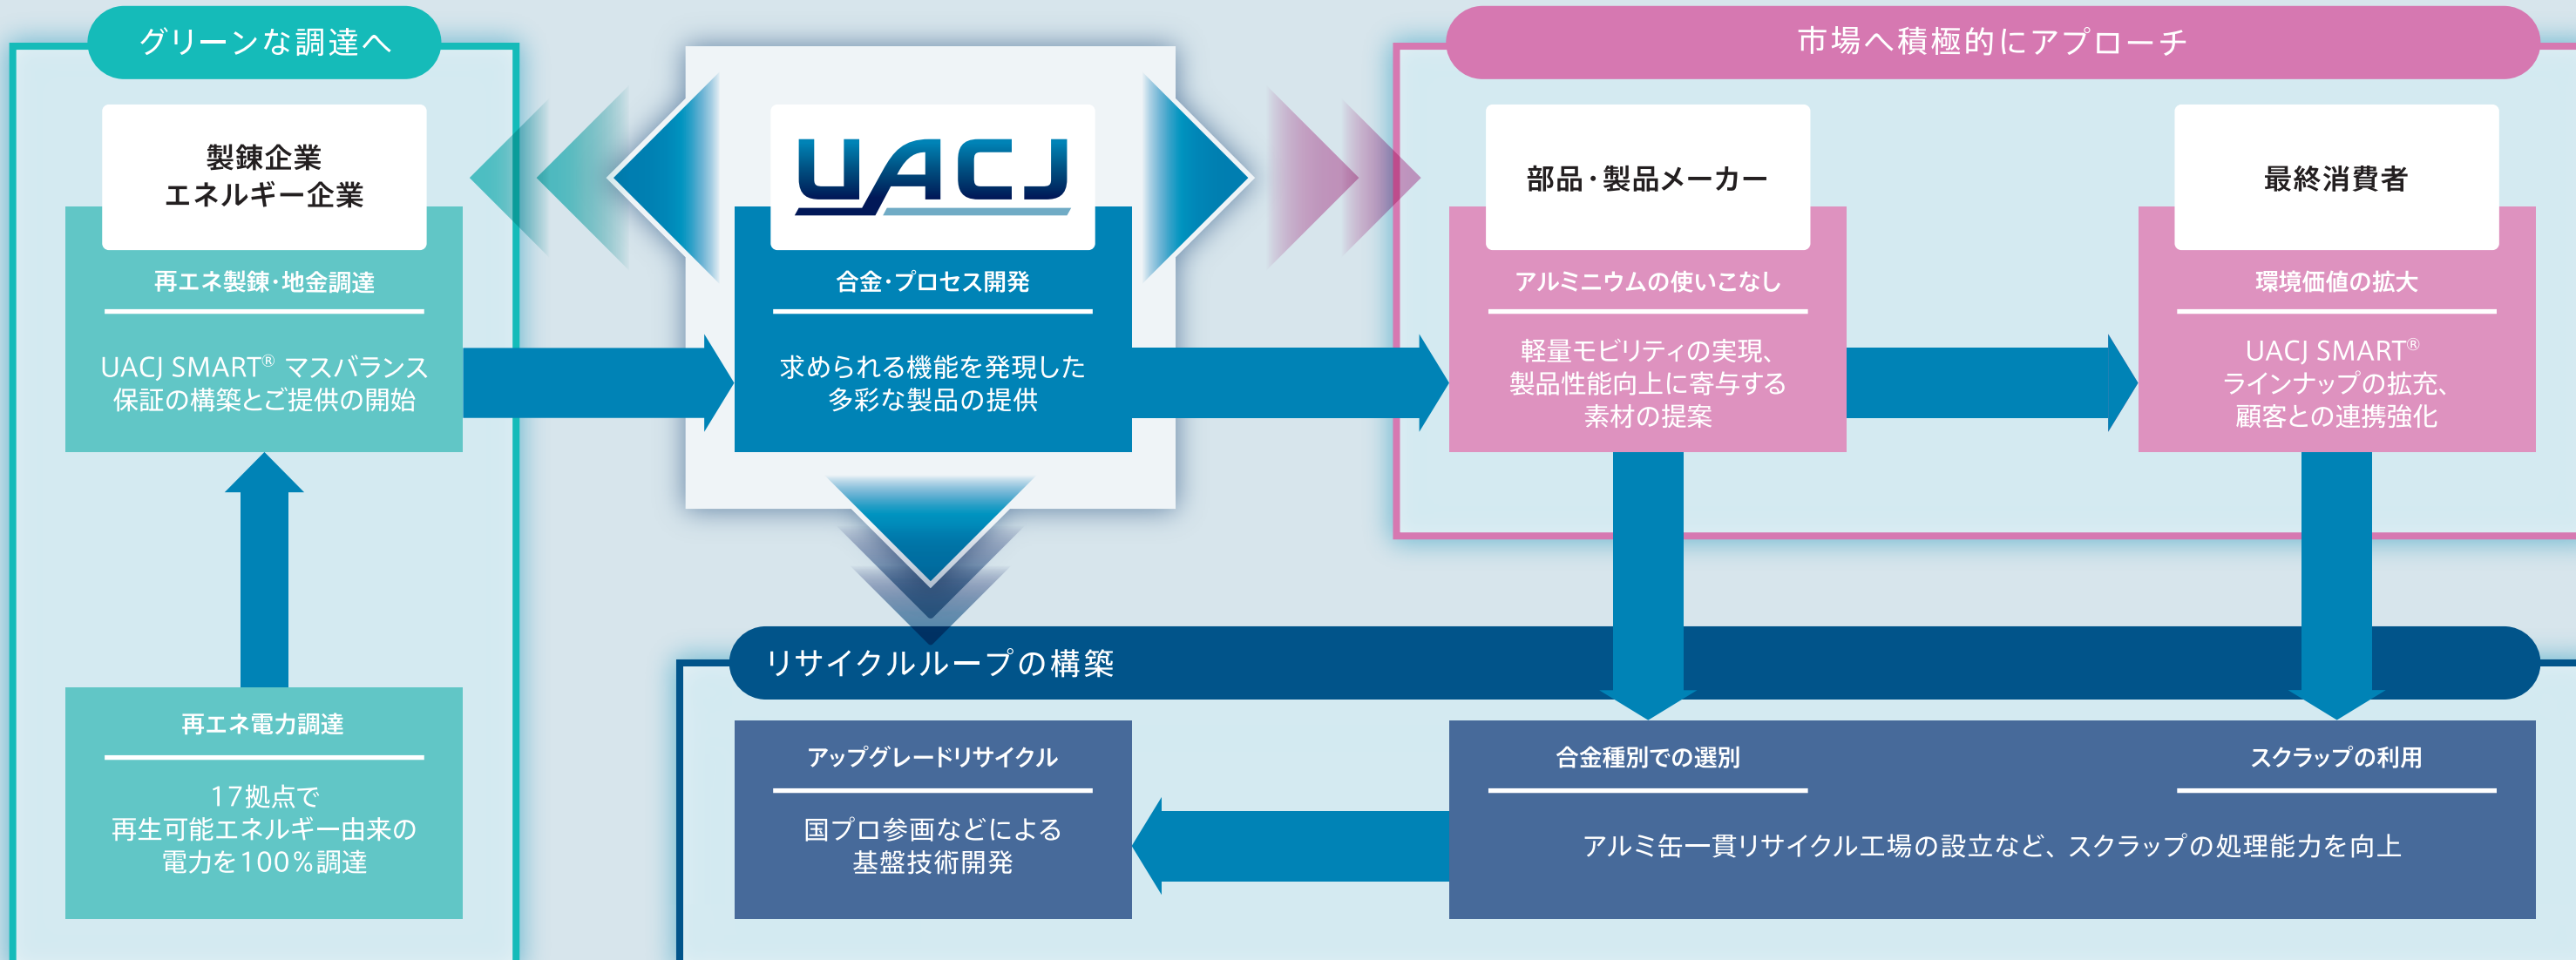 グリーンな調達へ
製錬企業
エネルギー企業
再エネ製錬・地金調達
UACJ SMART® マスバランス
保証の構築とご提供の開始
再エネ電力調達
17拠点で
再生可能エネルギー由来の
電力を100%調達
UACJ
合金・プロセス開発
求められる機能を発現した
多彩な製品の提供
市場へ積極的にアプローチ
部品・製品メーカー
アルミニウムの使いこなし
軽量モビリティの実現、
製品性能向上に寄与する
素材の提案
最終消費者
環境価値の拡大
UACJ SMART®
ラインナップの拡充、
顧客との連携強化
リサイクルループの構築
アップグレードリサイクル
国プロ参画などによる
基盤技術開発
合金種別での選別
スクラップの利用
アルミ缶一貫リサイクル工場の設立など、スクラップの処理能力を向上